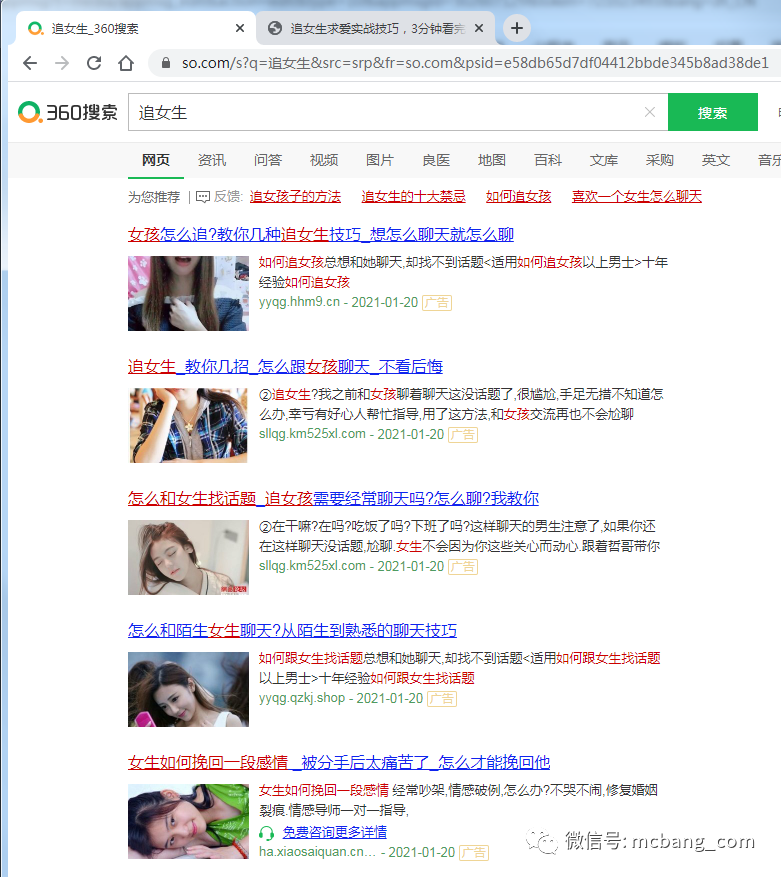 追女生_360搜索
追女生求爱实战技巧，3分钟看完
so.com/s?q=追女生&src=srp&fr=so.com&psid=e58db65d7df04412bbde345b8ad38de1
360搜索
追女生
搜索
网页 资讯 问答 视频 图片 良医 地图 百科 文库 采购 英文 音乐
为您推荐 反馈: 追女孩子的方法 追女生的十大禁忌 如何追女孩 喜欢一个女生怎么聊天
女孩怎么追?教你几种追女生技巧_想怎么聊天就怎么聊
如何追女孩总想和她聊天,却找不到话题<适用如何追女孩以上男士>十年
经验如何追女孩
yyqg.hhm9.cn - 2021-01-20 广告
追女生_教你几招_怎么跟女孩聊天_不看后悔
②追女生?我之前和女孩聊着聊天这没话题了,很尴尬,手足无措不知道怎
么办,幸亏有好心人帮忙指导,用了这方法,和女孩交流再也不会尬聊
sllqg.km525xl.com - 2021-01-20 广告
怎么和女生找话题_追女孩需要经常聊天吗?怎么聊?我教你
②在干嘛?在吗?吃饭了吗?下班了吗?这样聊天的男生注意了,如果你还
在这样聊天没话题,尬聊.女生不会因为你这些关心而动心.跟着哲哥带你
sllqg.km525xl.com - 2021-01-20 广告
怎么和陌生女生聊天?从陌生到熟悉的聊天技巧
如何跟女生找话题总想和她聊天,却找不到话题<适用如何跟女生找话题
以上男士>十年经验如何跟女生找话题
yyqg.qzkj.shop - 2021-01-20 广告
女生如何挽回一段感情 _被分手后太痛苦了_怎么才能挽回他
女生如何挽回一段感情 经常吵架,情感破例,怎么办?不哭不闹,修复婚姻
裂痕.情感导师一对一指导,
免费咨询更多详情
ha.xiaosaiquan.cn... - 2021-01-20 广告
微信号: mcbang_com